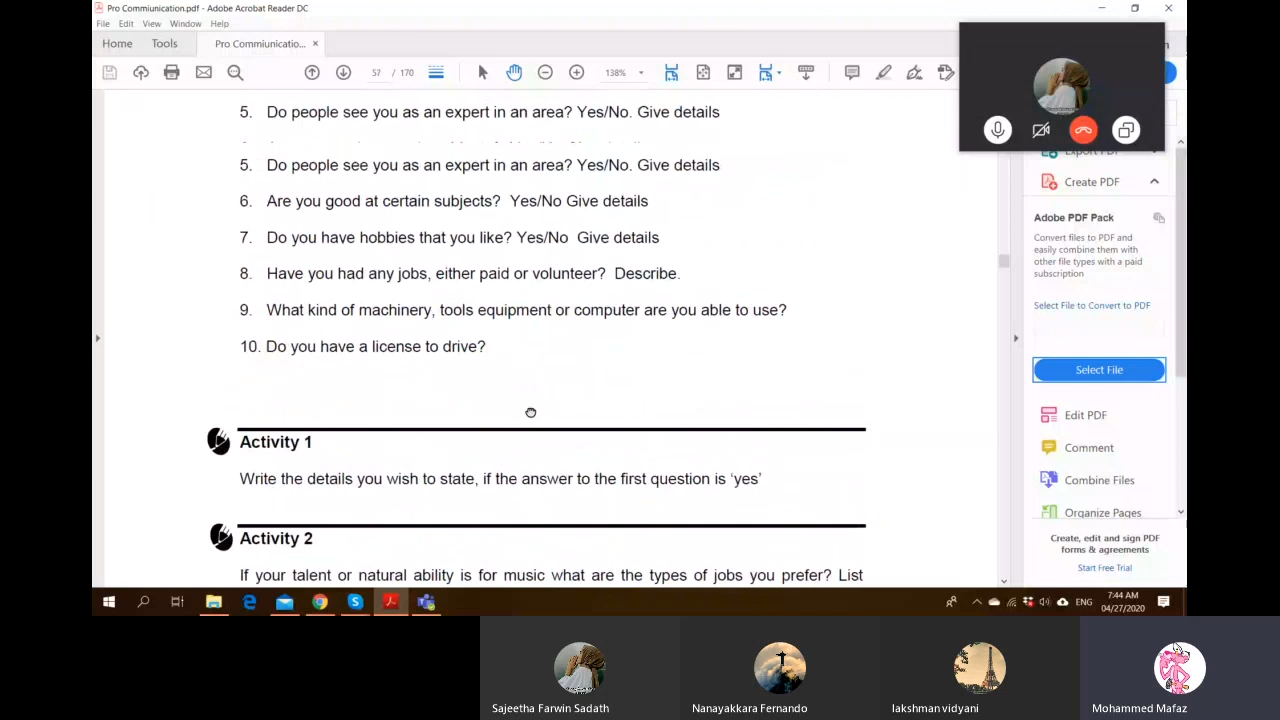 Pro Commiunication.pdf - Adobe Acrobat Reader DC
File Edit View Window Help
Home Tools Pro Commiunicatio... ×
57 / 170 138%
5. Do people see you as an expert in an area? Yes/No. Give details
5. Do people see you as an expert in an area? Yes/No. Give details
6. Are you good at certain subjects? Yes/No Give details
7. Do you have hobbies that you like? Yes/No Give details
8. Have you had any jobs, either paid or volunteer? Describe.
9. What kind of machinery, tools equipment or computer are you able to use?
10. Do you have a license to drive?
Activity 1
Write the details you wish to state, if the answer to the first question is ‘yes’
Activity 2
If your talent or natural ability is for music what are the types of jobs you prefer? List
Export PDF
Create PDF
Adobe PDF Pack
Convert files to PDF and
easily combine them with
other file types with a paid
subscription
Select File to Convert to PDF
Select File
Edit PDF
Comment
Combine Files
Organize Pages
Create, edit and sign PDF
forms & agreements
Start Free Trial
ENG
7:44 AM
04/27/2020
Sajeetha Farwin Sadath
Nanayakkara Fernando
lakshman vidyani
Mohammed Mafaz